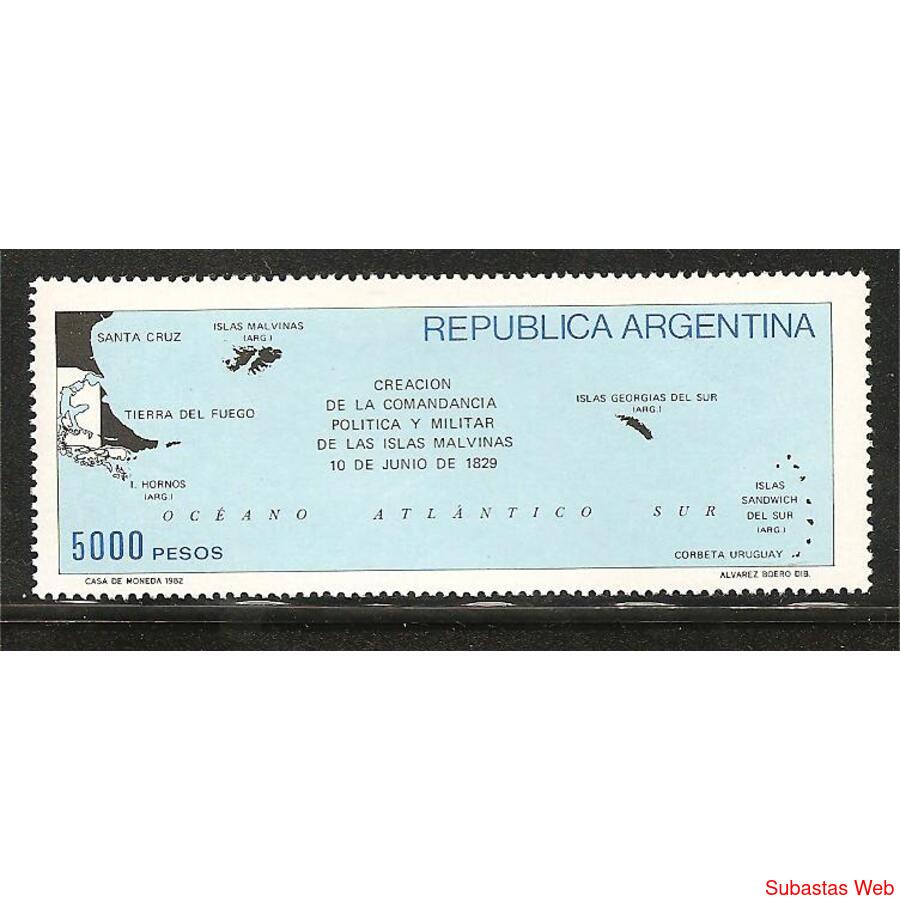 REPUBLICA ARGENTINA
SANTA CRUZ
ISLAS MALVINAS
(ARG.)
CREACION
DE LA COMANDANCIA
POLITICA Y MILITAR
DE LAS ISLAS MALVINAS
10 DE JUNIO DE 1829
TIERRA DEL FUEGO
ISLAS GEORGIAS DEL SUR
(ARG.)
I. HORNOS
(ARG.)
ISLAS
SANDWICH
DEL SUR
(ARG.)
OCÉANO ATLÁNTICO SUR
5000 PESOS
CORBETA URUGUAY
CASA DE MONEDA 1982
ALVAREZ BOERO DIB.
Subastas Web